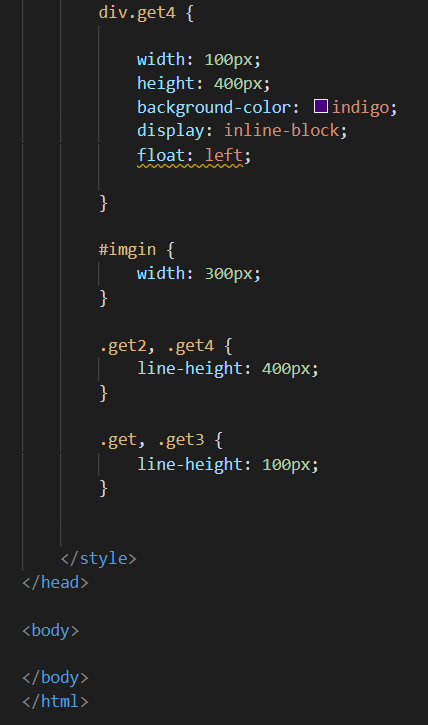 div.get4 {
width: 100px;
height: 400px;
background-color: indigo;
display: inline-block;
float: left;
}
#imgin {
width: 300px;
}
.get2, .get4 {
line-height: 400px;
}
.get, .get3 {
line-height: 100px;
}
</style>
</head>
<body>
</body>
</html>